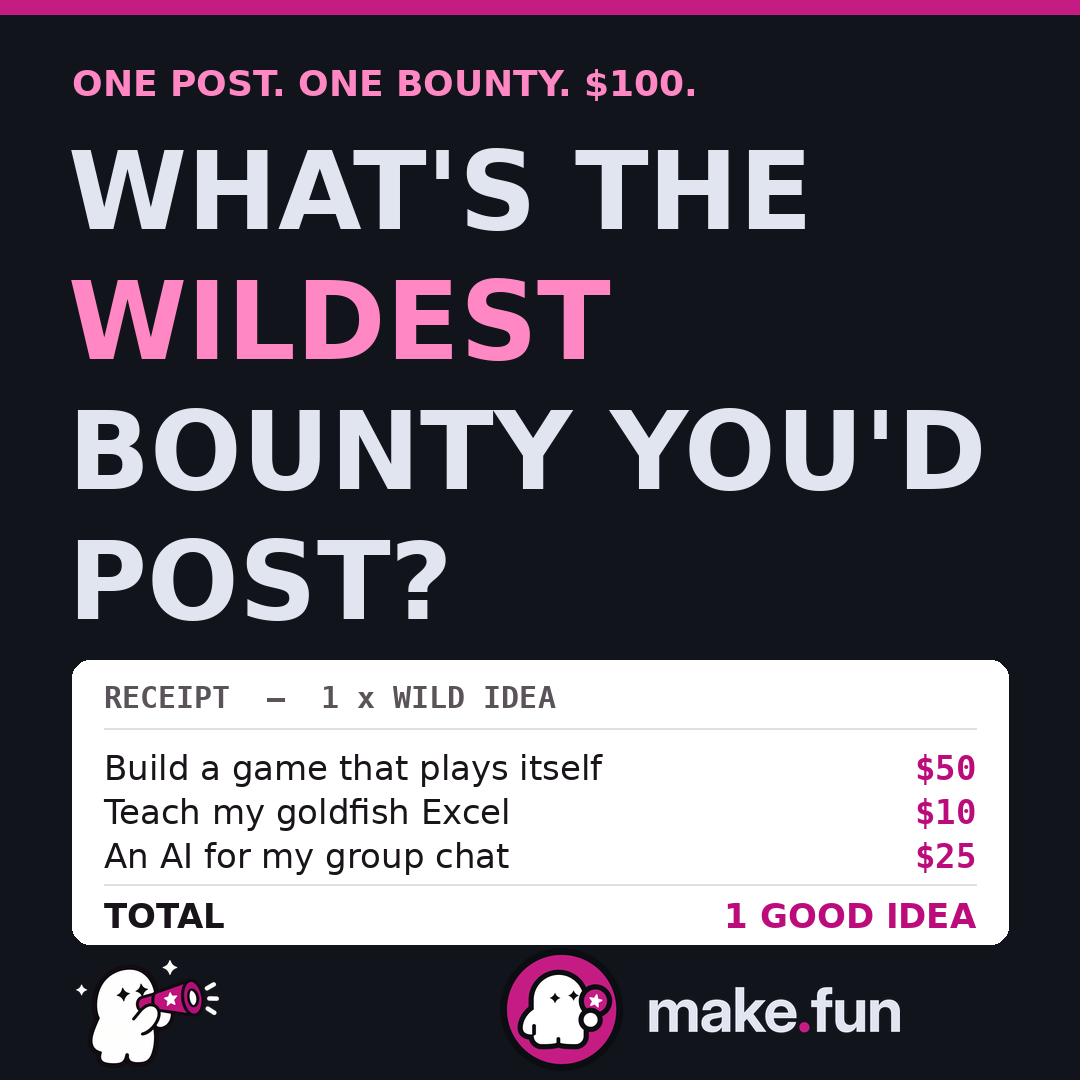 ONE POST. ONE BOUNTY. $100.
WHAT'S THE
WILDEST
BOUNTY YOU'D
POST?
RECEIPT – 1 x WILD IDEA
Build a game that plays itself $50
Teach my goldfish Excel $10
An AI for my group chat $25
TOTAL 1 GOOD IDEA
make.fun